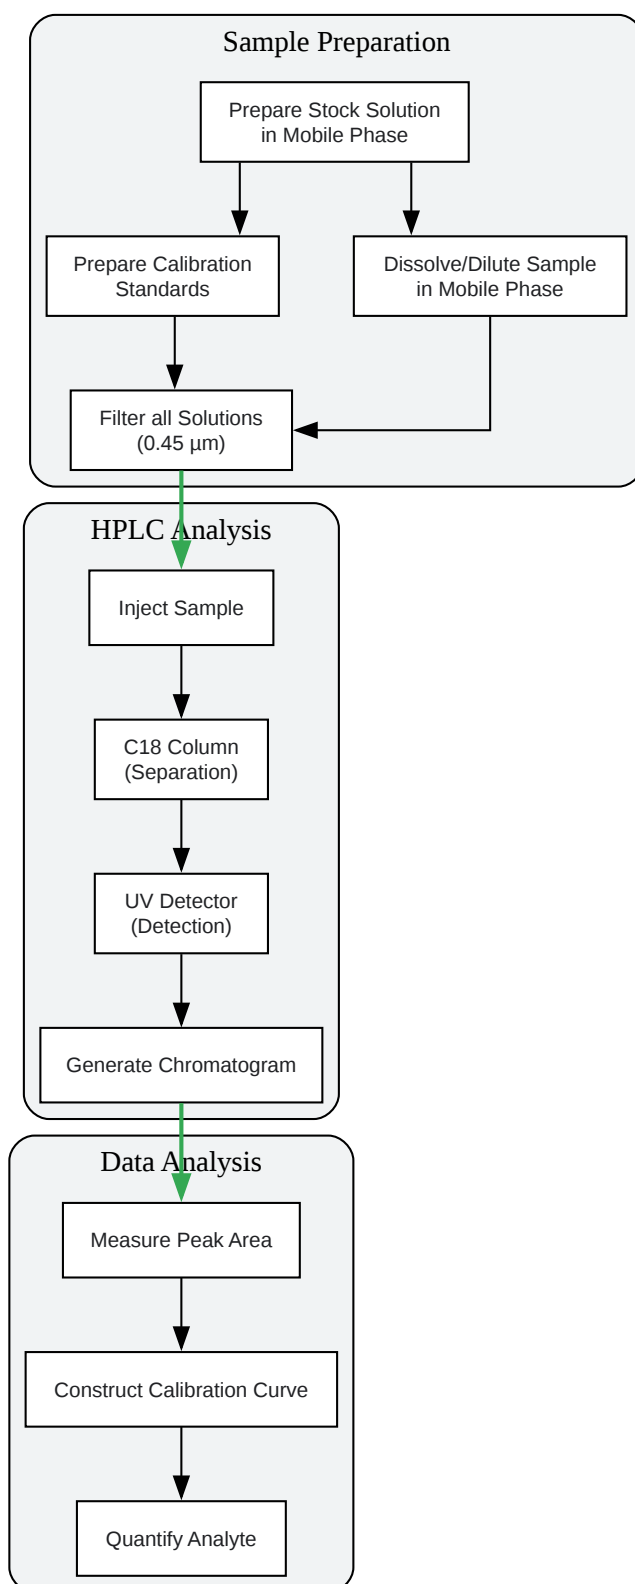 Sample Preparation
Prepare Stock Solution
in Mobile Phase
Prepare Calibration
Standards
Dissolve/Dilute Sample
in Mobile Phase
Filter all Solutions
(0.45 µm)
HPLC Analysis
Inject Sample
C18 Column
(Separation)
UV Detector
(Detection)
Generate Chromatogram
Data Analysis
Measure Peak Area
Construct Calibration Curve
Quantify Analyte